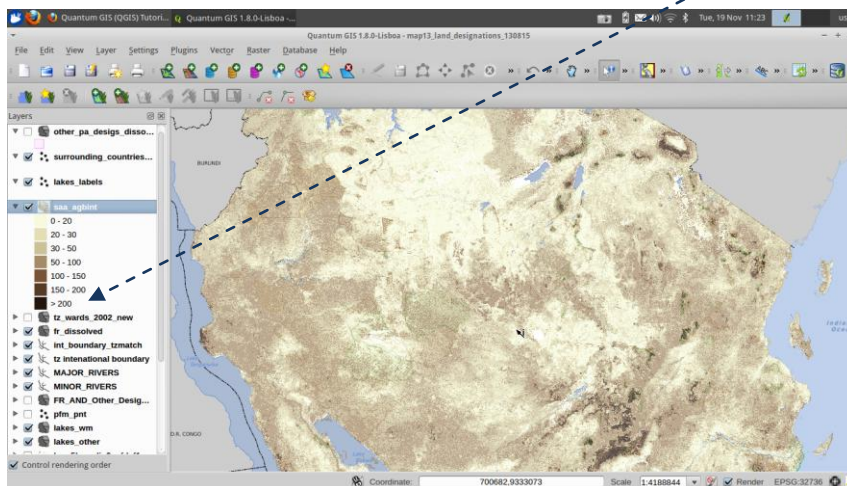 Quantum GIS (QGIS) Tutori... Quantum GIS 1.8.0-Lisboa -... Tue, 19 Nov 11:23 us
Quantum GIS 1.8.0-Lisboa - map13_land_designations_130815
File Edit View Layer Settings Plugins Vector Raster Database Help
Layers
other_pa_desigs_disso...
surrounding_countries...
lakes_labels
saa_agbint
0 - 20
20 - 30
30 - 50
50 - 100
100 - 150
150 - 200
> 200
tz_wards_2002_new
fr_dissolved
int_boundary_tzmatch
tz intenational boundary
MAJOR_RIVERS
MINOR_RIVERS
FR_AND_Other_Desig...
pfm_pnt
lakes_wm
lakes_other
Control rendering order
BURUNDI
D.R. CONGO
Coordinate: 700682,9333073 Scale 1:4188844 Render EPSG:32736